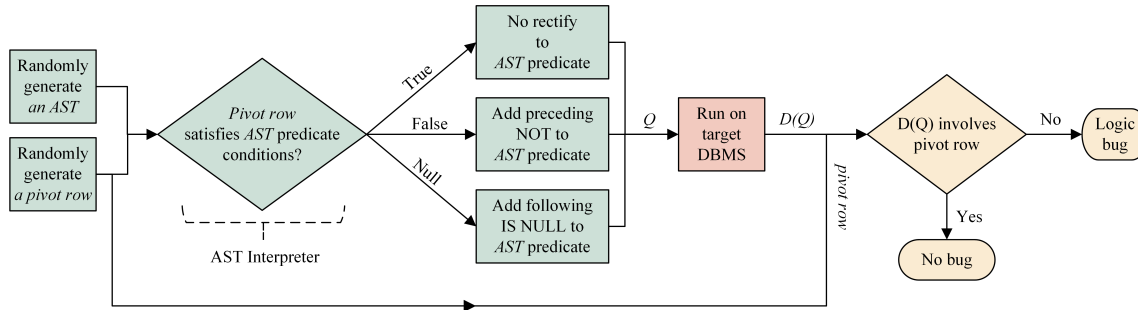 Randomly
generate
an AST
Randomly
generate
a pivot row
Pivot row
satisfies AST predicate
conditions?
AST Interpreter
True
False
Null
No rectify
to
AST predicate
Add preceding
NOT to
AST predicate
Add following
IS NULL to
AST predicate
Q
Run on
target
DBMS
D(Q)
pivot row
D(Q) involves
pivot row
No
Logic
bug
Yes
No bug